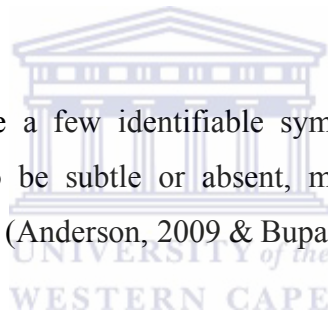 e a few identifiable sym
be subtle or absent, m
(Anderson, 2009 & Bupa
UNIVERSITY of the
WESTERN CAPE